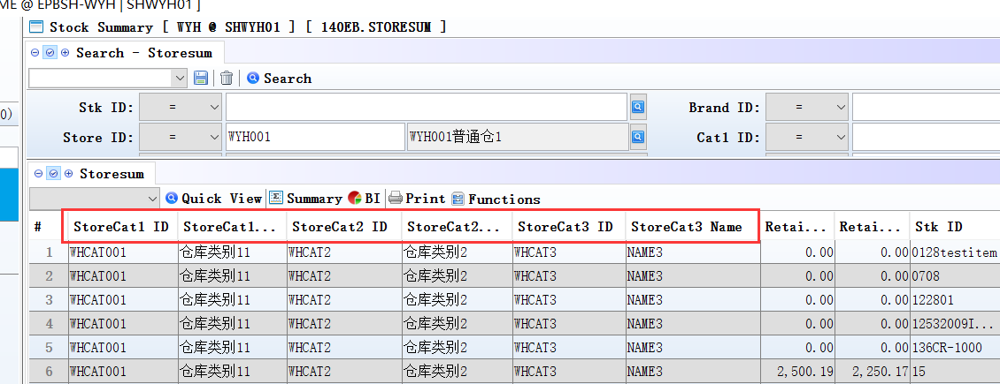 ME @ EPBSH-WYH | SHWYH01 ]
Stock Summary [ WYH @ SHWYH01 ] [ 140EB.STORESUM ]
Search - Storesum
Search
Stk ID: = Brand ID: =
0)
Store ID: = WYH001 WYH001普通仓1 Cat1 ID: =
Storesum
Quick View Summary BI Print Functions
# StoreCat1 ID StoreCat1... StoreCat2 ID StoreCat2... StoreCat3 ID StoreCat3 Name Retai... Retai... Stk ID
1 WHCAT001 仓库类别11 WHCAT2 仓库类别2 WHCAT3 NAME3 0.00 0.00 0128testitem
2 WHCAT001 仓库类别11 WHCAT2 仓库类别2 WHCAT3 NAME3 0.00 0.00 0708
3 WHCAT001 仓库类别11 WHCAT2 仓库类别2 WHCAT3 NAME3 0.00 0.00 122801
4 WHCAT001 仓库类别11 WHCAT2 仓库类别2 WHCAT3 NAME3 0.00 0.00 12532009I...
5 WHCAT001 仓库类别11 WHCAT2 仓库类别2 WHCAT3 NAME3 0.00 0.00 136CR-1000
6 WHCAT001 仓库类别11 WHCAT2 仓库类别2 WHCAT3 NAME3 2,500.19 2,250.17 15